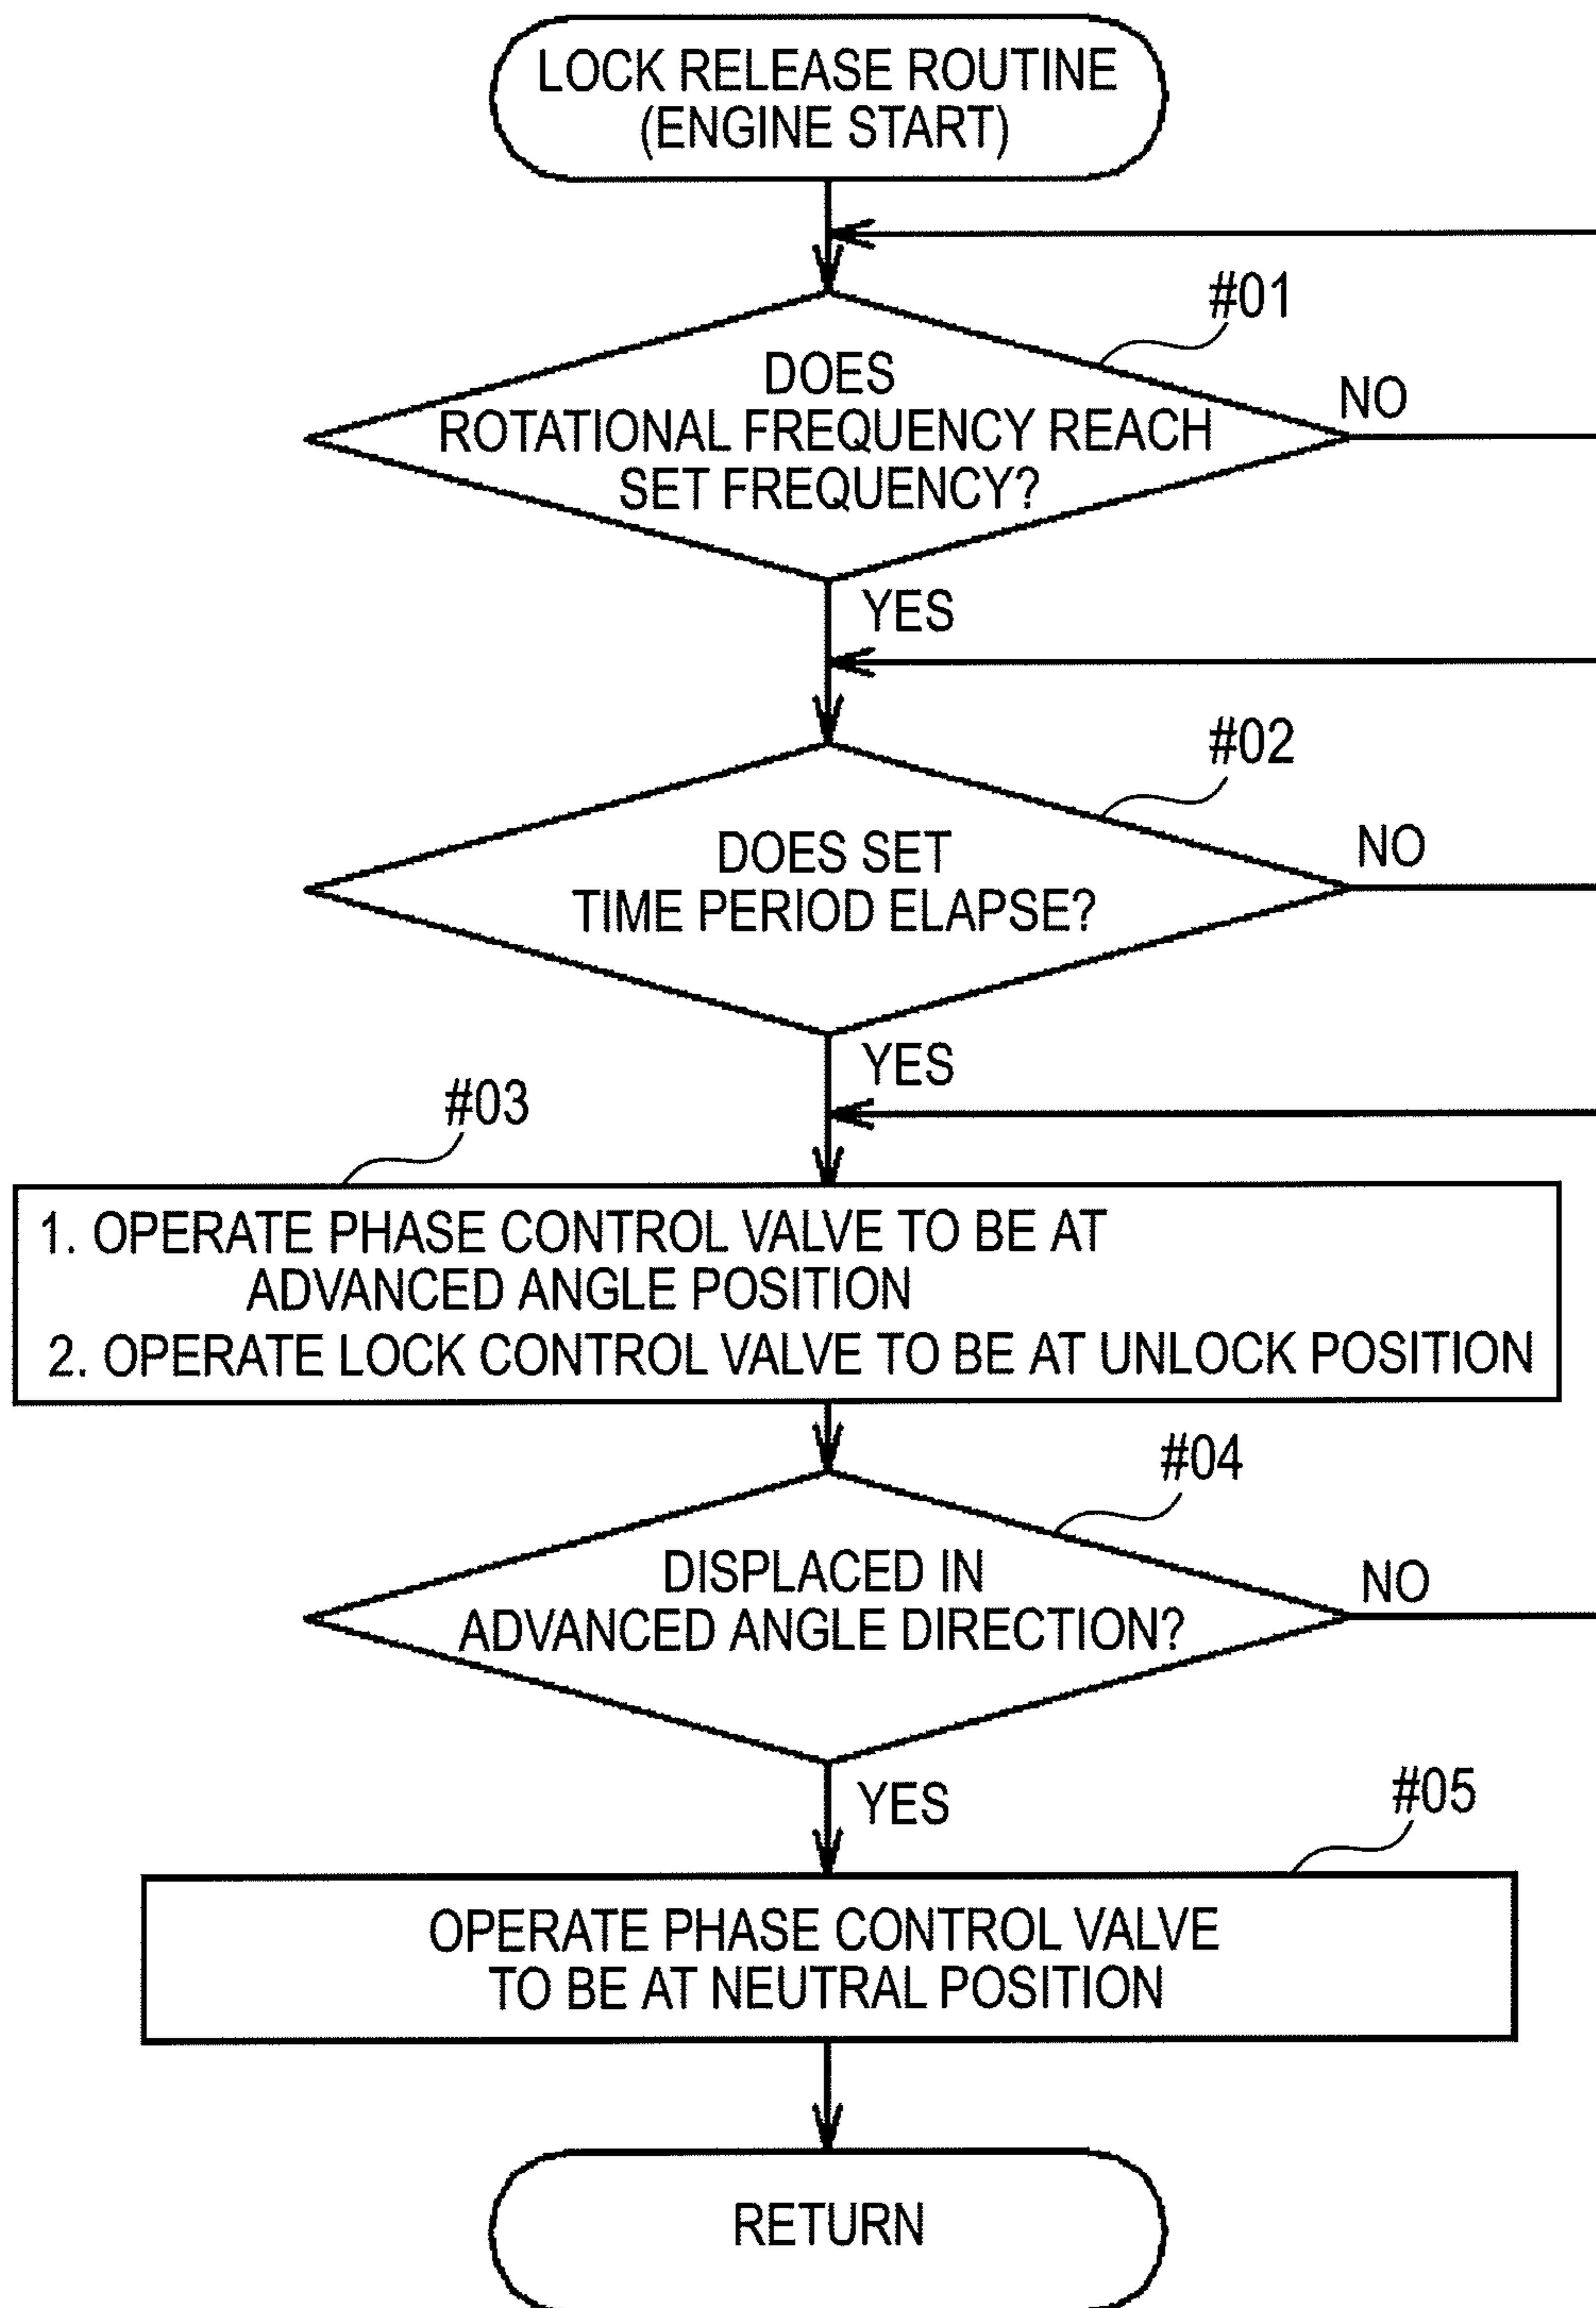 LOCK RELEASE ROUTINE
(ENGINE START)
#01
DOES
ROTATIONAL FREQUENCY REACH
SET FREQUENCY?
NO
YES
#02
DOES SET
TIME PERIOD ELAPSE?
NO
YES
#03
1. OPERATE PHASE CONTROL VALVE TO BE AT
ADVANCED ANGLE POSITION
2. OPERATE LOCK CONTROL VALVE TO BE AT UNLOCK POSITION
#04
DISPLACED IN
ADVANCED ANGLE DIRECTION?
NO
YES
#05
OPERATE PHASE CONTROL VALVE
TO BE AT NEUTRAL POSITION
RETURN